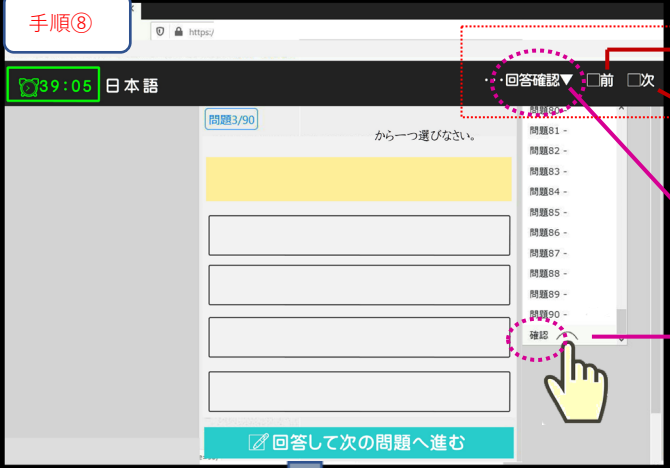 手順⑧
https:/
39:05 日本語
・・回答確認▼ □前 □次
問題3/90
から一つ選びなさい。
問題80
問題81 -
問題82 -
問題83 -
問題84 -
問題85 -
問題86 -
問題87 -
問題88 -
問題89 -
問題90 -
確認
回答して次の問題へ進む